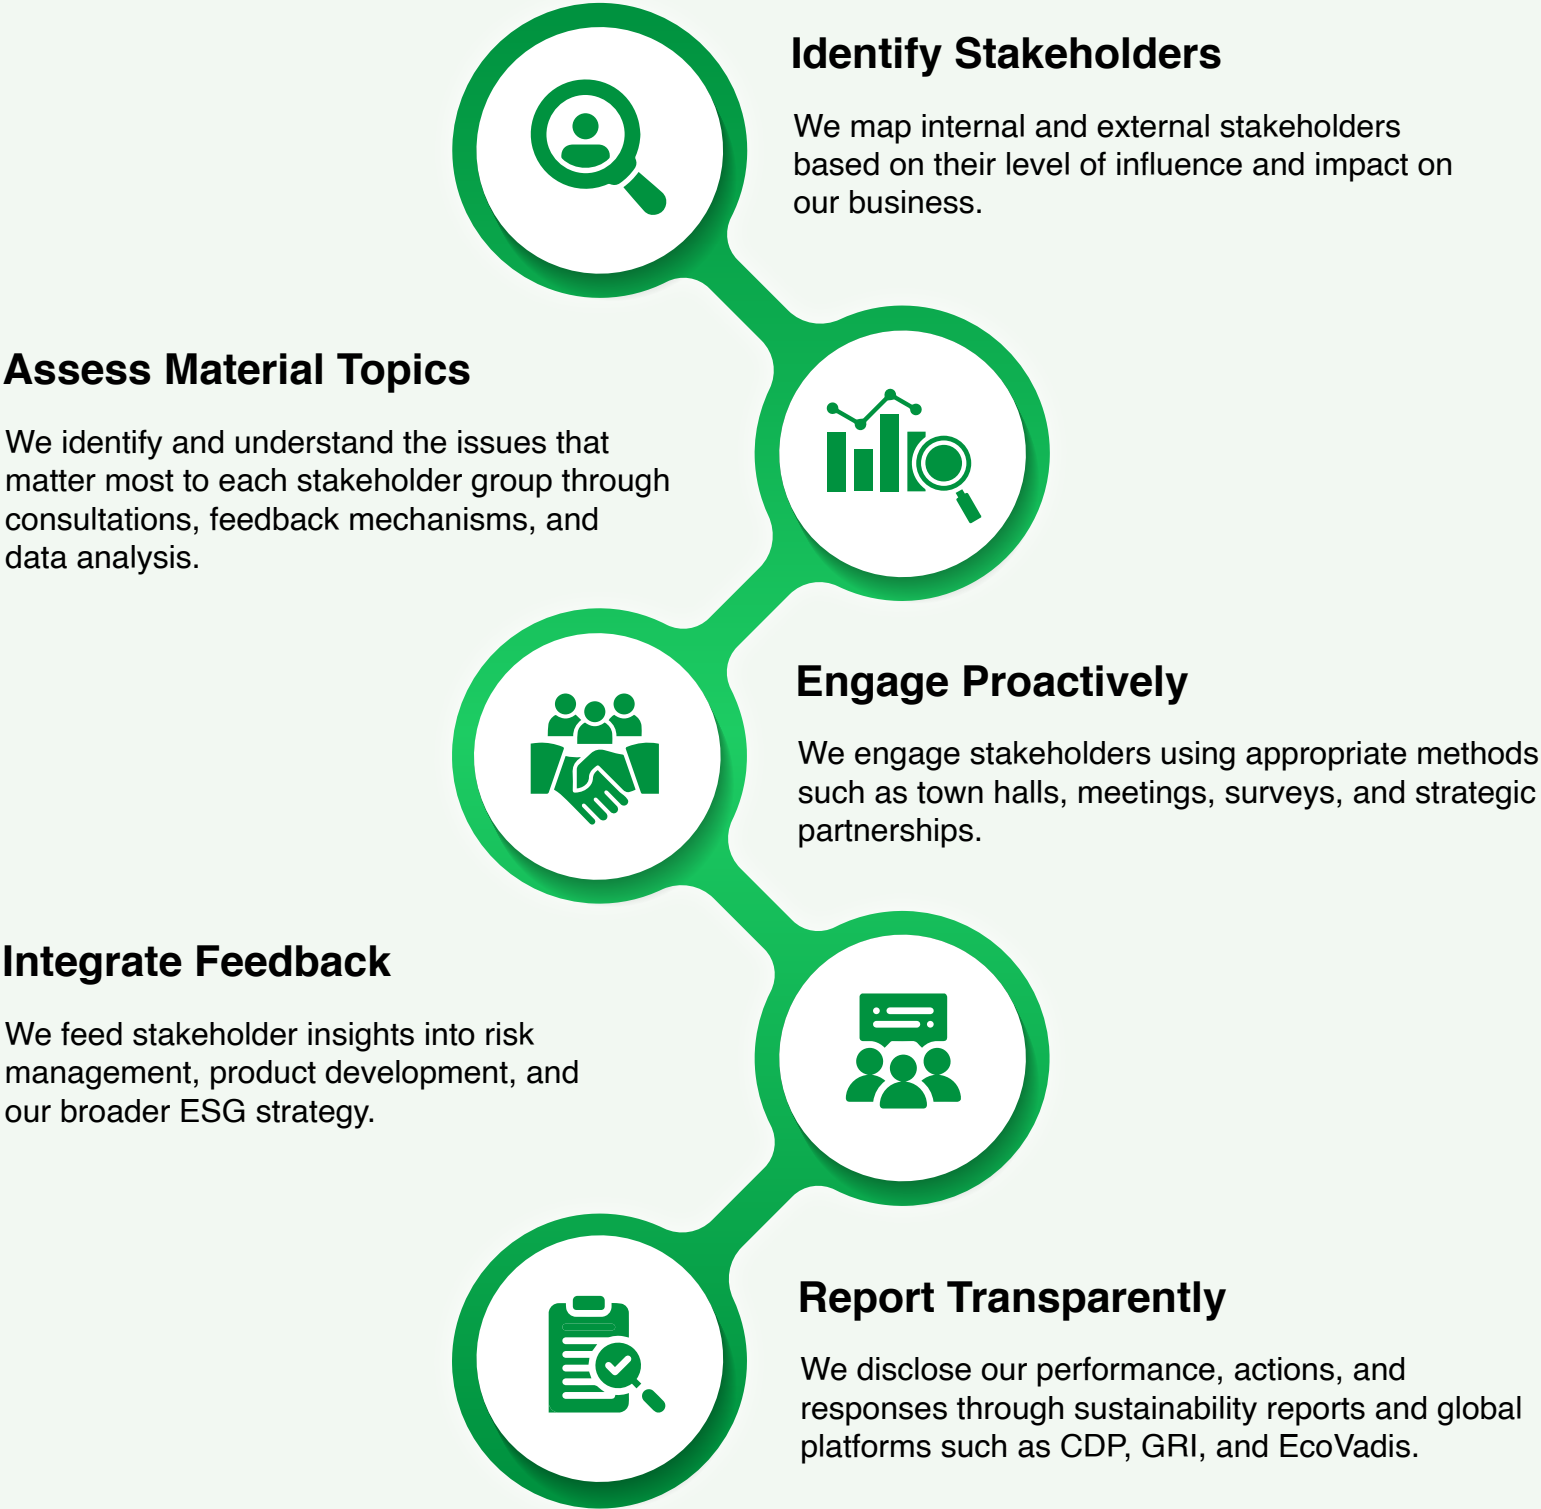 Identify Stakeholders
We map internal and external stakeholders
based on their level of influence and impact on
our business.
Assess Material Topics
We identify and understand the issues that
matter most to each stakeholder group through
consultations, feedback mechanisms, and
data analysis.
Engage Proactively
We engage stakeholders using appropriate methods
such as town halls, meetings, surveys, and strategic
partnerships.
Integrate Feedback
We feed stakeholder insights into risk
management, product development, and
our broader ESG strategy.
Report Transparently
We disclose our performance, actions, and
responses through sustainability reports and global
platforms such as CDP, GRI, and EcoVadis.